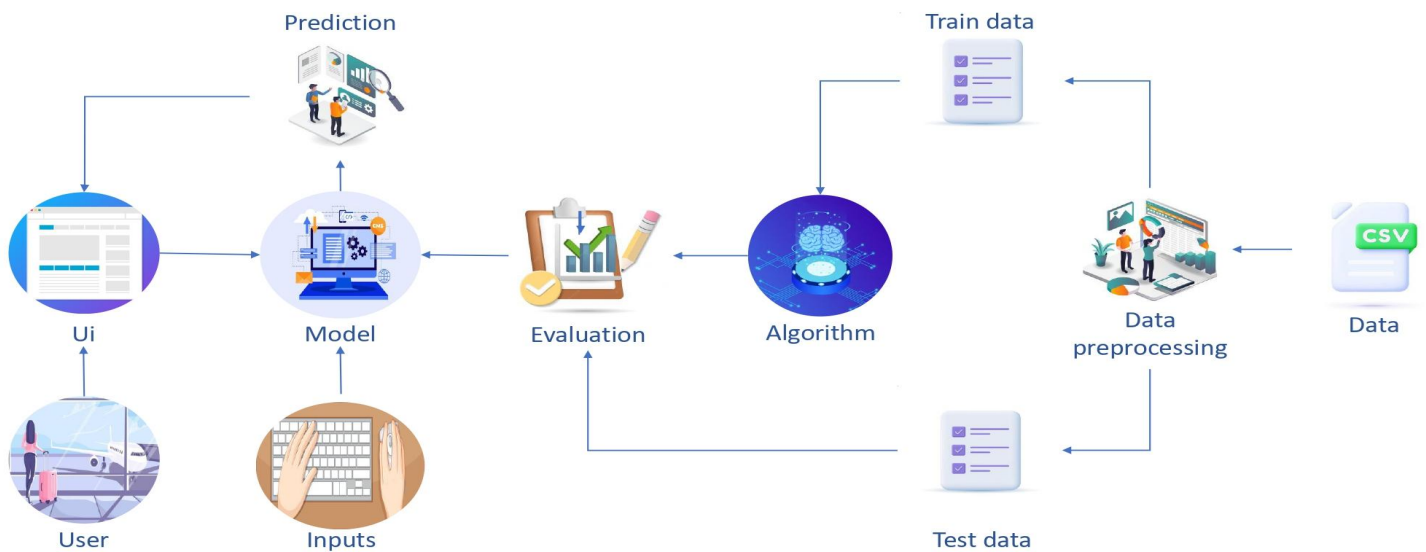 Prediction
Train data
CSV
Ui
Model
Evaluation
Algorithm
Data
preprocessing
Data
User
Inputs
Test data